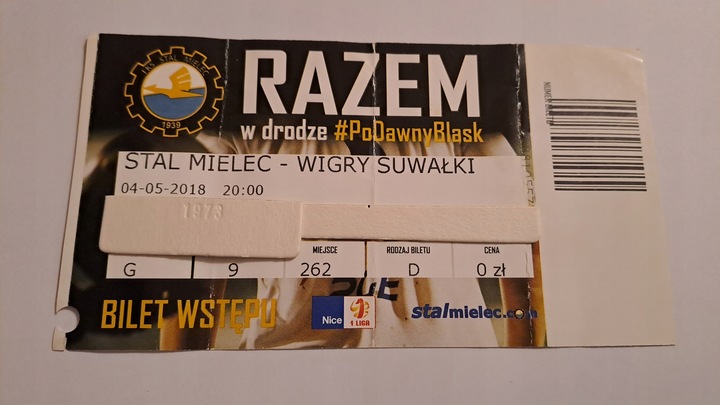 FKS STAL MIELEC
1939
RAZEM
w drodze #PoDawnyBlask
STAL MIELEC - WIGRY SUWAŁKI
04-05-2018 20:00
1973
MIEJSCE RODZAJ BILETU CENA
G 9 262 D 0 zł
PGE
BILET WSTĘPU
Nice 1 LIGA
stalmielec.com